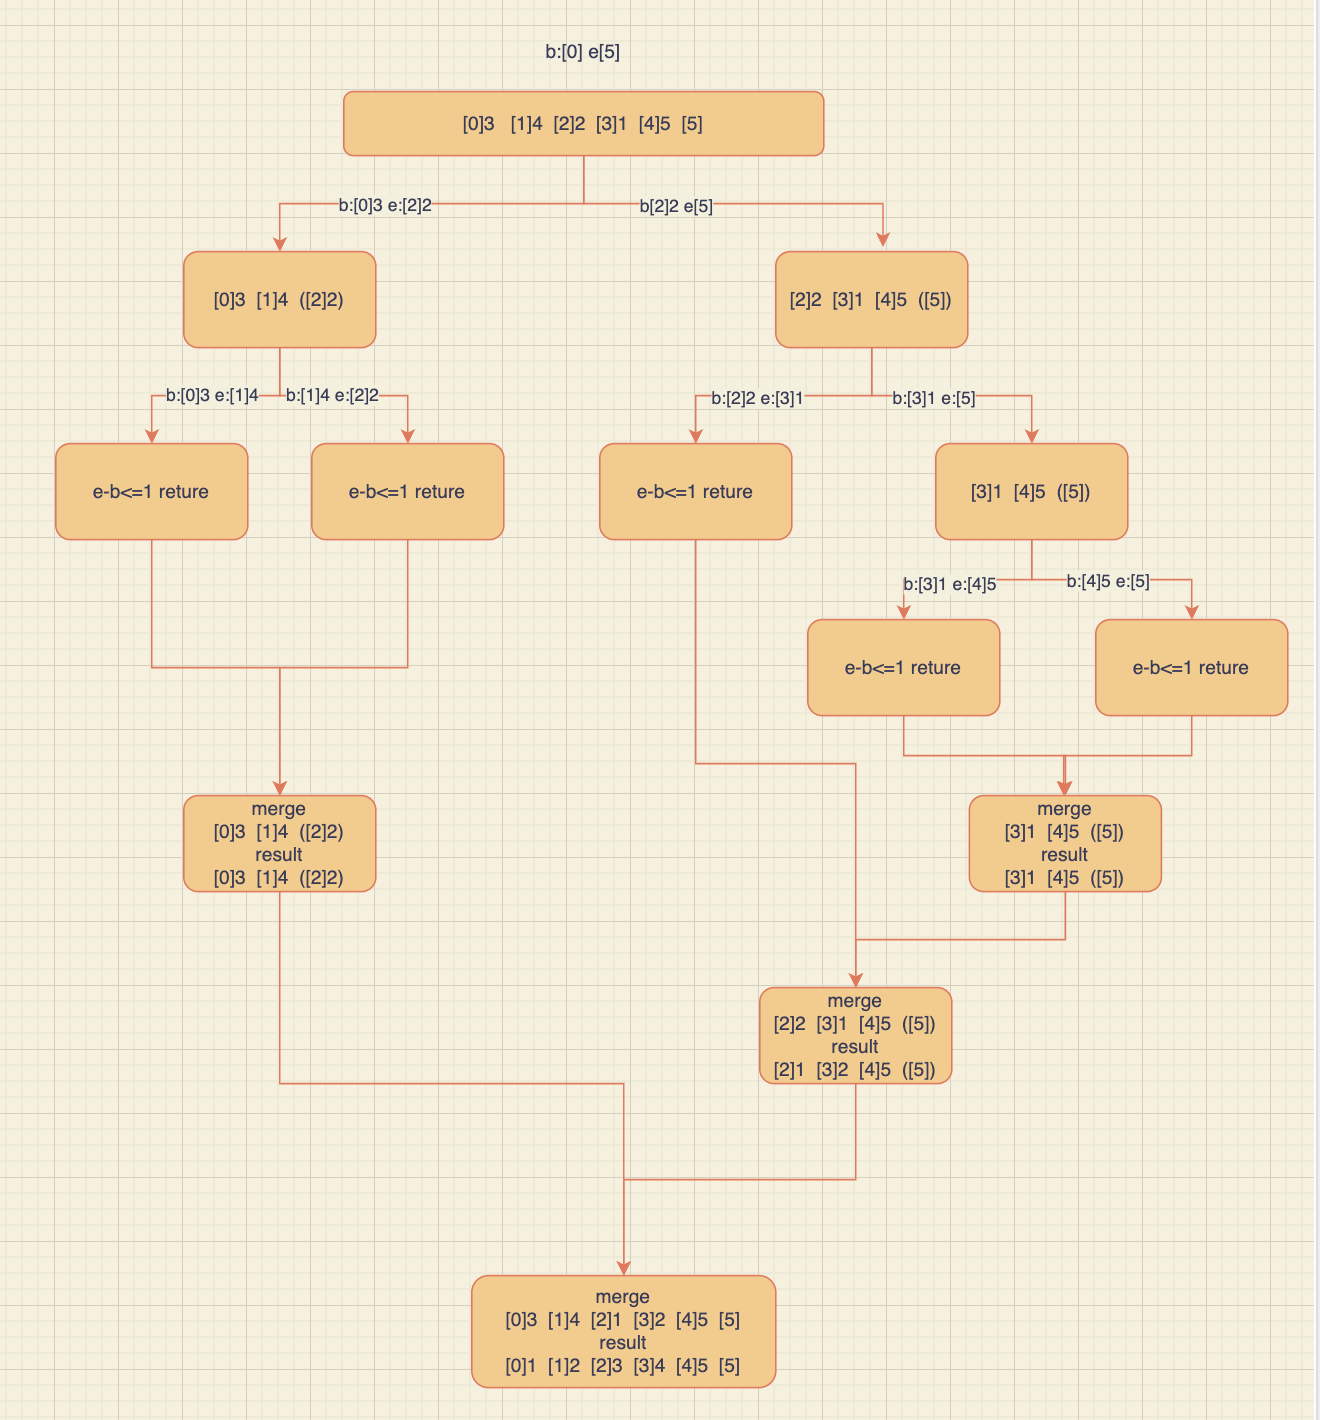 b:[0] e[5]
[0]3 [1]4 [2]2 [3]1 [4]5 [5]
b:[0]3 e:[2]2
b[2]2 e[5]
[0]3 [1]4 ([2]2)
[2]2 [3]1 [4]5 ([5])
b:[0]3 e:[1]4
b:[1]4 e:[2]2
b:[2]2 e:[3]1
b:[3]1 e:[5]
e-b<=1 reture
e-b<=1 reture
e-b<=1 reture
[3]1 [4]5 ([5])
b:[3]1 e:[4]5
b:[4]5 e:[5]
e-b<=1 reture
e-b<=1 reture
merge
[0]3 [1]4 ([2]2)
result
[0]3 [1]4 ([2]2)
merge
[3]1 [4]5 ([5])
result
[3]1 [4]5 ([5])
merge
[2]2 [3]1 [4]5 ([5])
result
[2]1 [3]2 [4]5 ([5])
merge
[0]3 [1]4 [2]1 [3]2 [4]5 [5]
result
[0]1 [1]2 [2]3 [3]4 [4]5 [5]